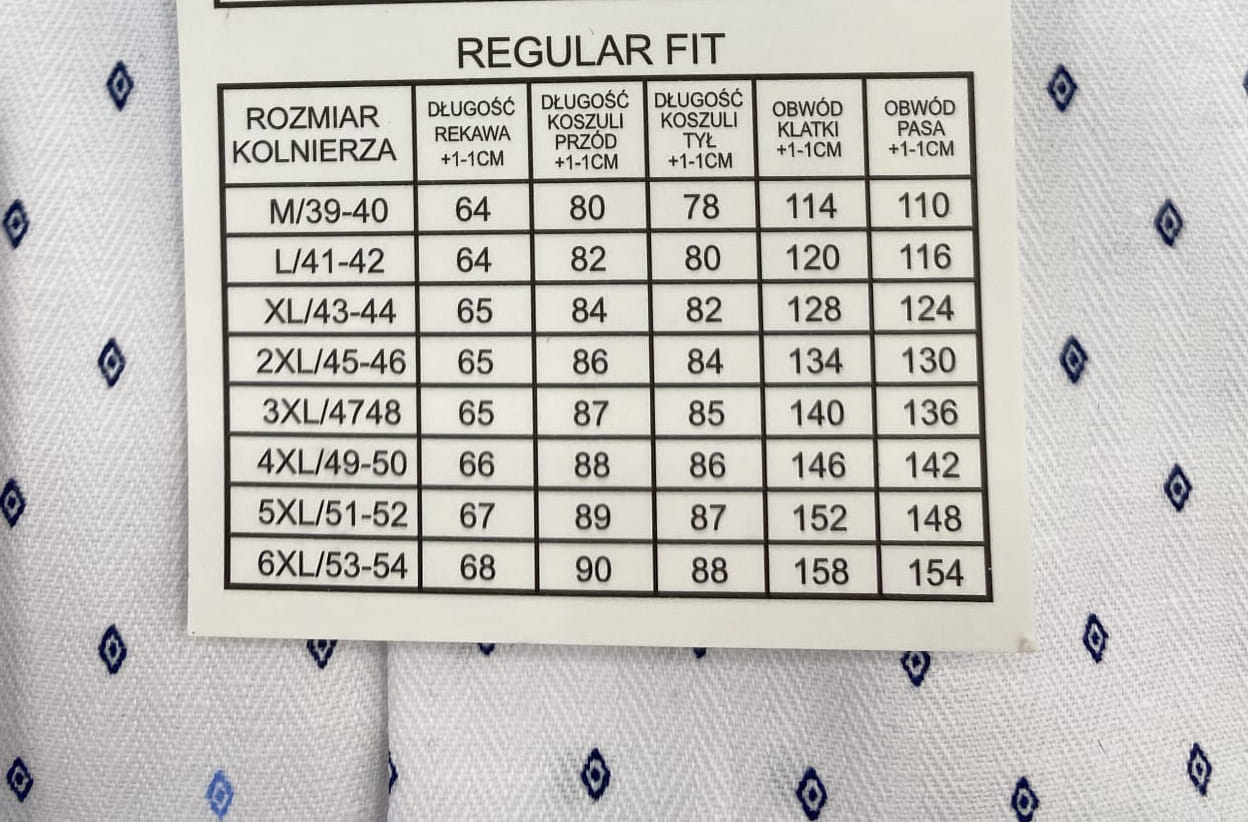 REGULAR FIT
ROZMIAR KOLNIERZA DŁUGOŚĆ REKAWA +1-1CM DŁUGOŚĆ KOSZULI PRZÓD +1-1CM DŁUGOŚĆ KOSZULI TYŁ +1-1CM OBWÓD KLATKI +1-1CM OBWÓD PASA +1-1CM
M/39-40 64 80 78 114 110
L/41-42 64 82 80 120 116
XL/43-44 65 84 82 128 124
2XL/45-46 65 86 84 134 130
3XL/4748 65 87 85 140 136
4XL/49-50 66 88 86 146 142
5XL/51-52 67 89 87 152 148
6XL/53-54 68 90 88 158 154